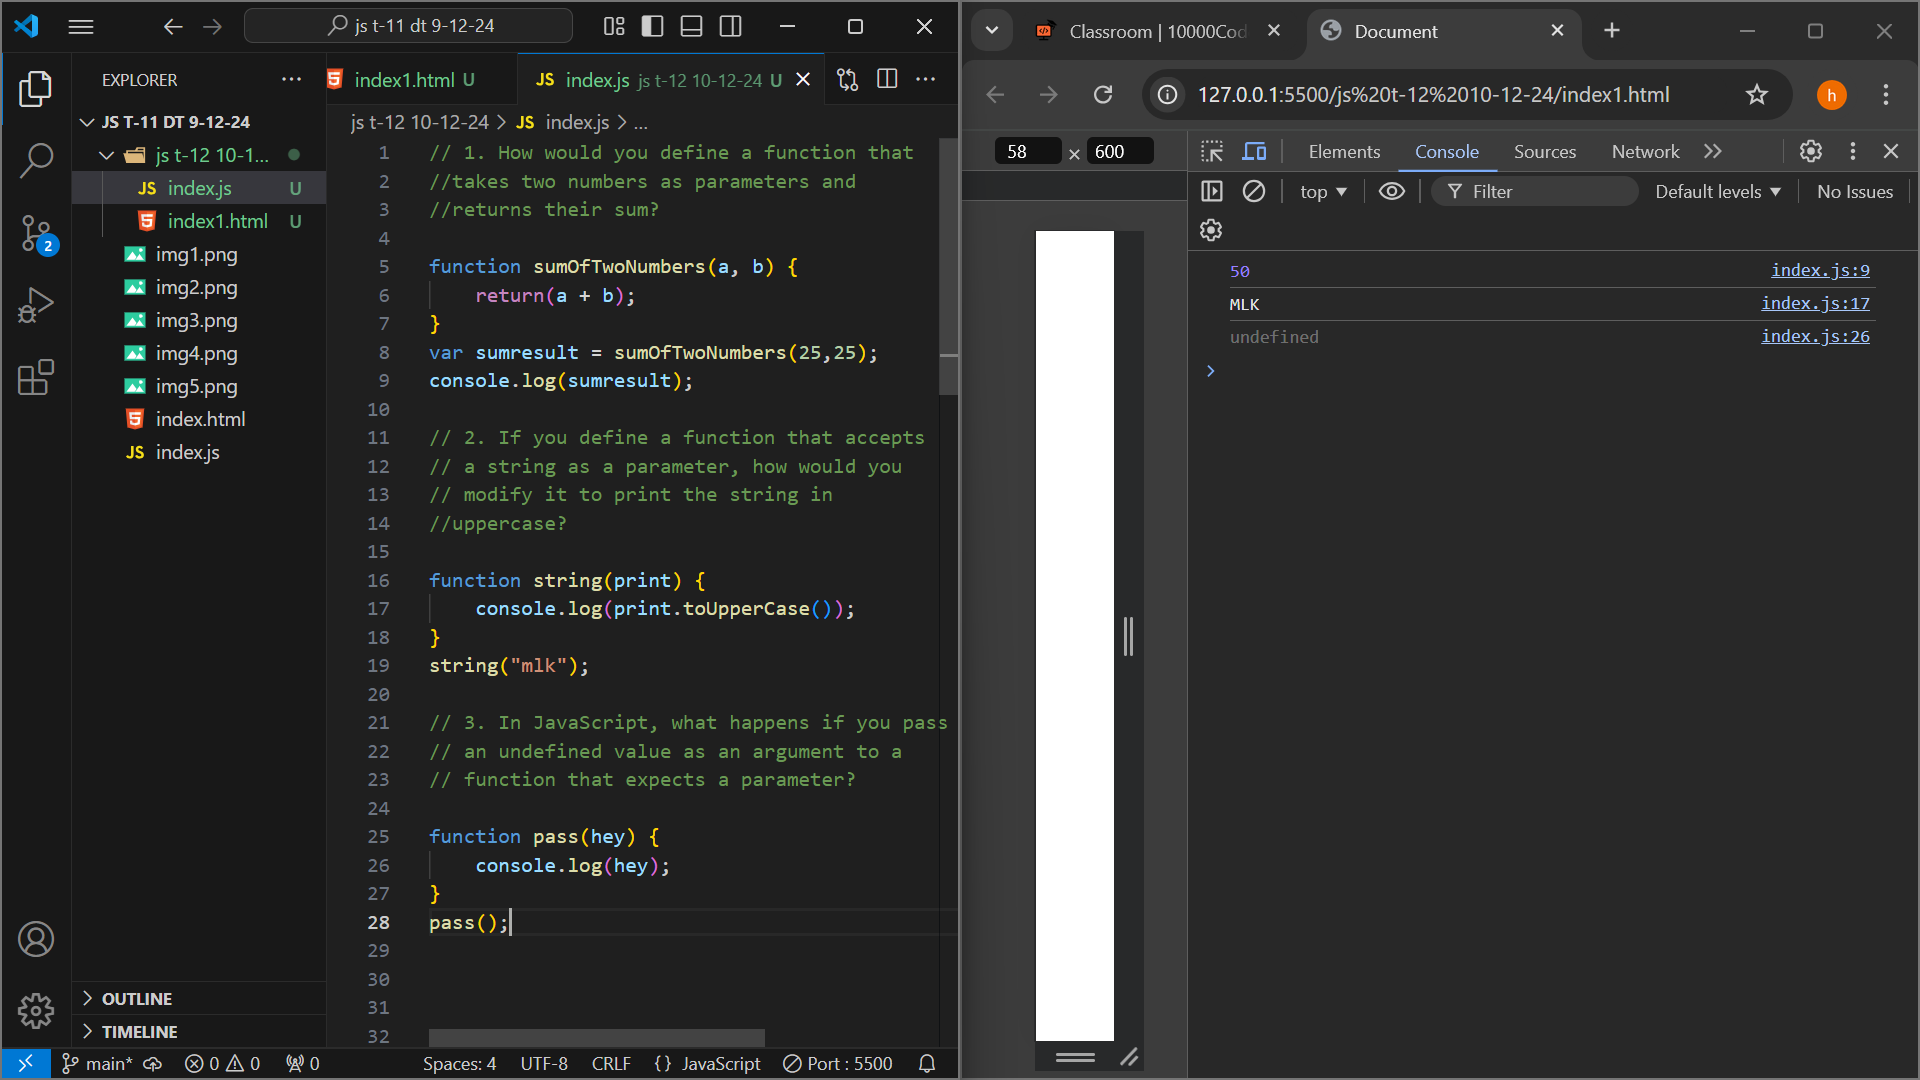 js t-11 dt 9-12-24
EXPLORER
JS T-11 DT 9-12-24
js t-12 10-1...
JS index.js U
index1.html U
img1.png
img2.png
img3.png
img4.png
img5.png
index.html
JS index.js
OUTLINE
TIMELINE
index1.html U
JS index.js js t-12 10-12-24 U
js t-12 10-12-24 > JS index.js > ...
1 // 1. How would you define a function that
2 //takes two numbers as parameters and
3 //returns their sum?
4
5 function sumOfTwoNumbers(a, b) {
6 return(a + b);
7 }
8 var sumresult = sumOfTwoNumbers(25,25);
9 console.log(sumresult);
10
11 // 2. If you define a function that accepts
12 // a string as a parameter, how would you
13 // modify it to print the string in
14 //uppercase?
15
16 function string(print) {
17 console.log(print.toUpperCase());
18 }
19 string("mlk");
20
21 // 3. In JavaScript, what happens if you pass
22 // an undefined value as an argument to a
23 // function that expects a parameter?
24
25 function pass(hey) {
26 console.log(hey);
27 }
28 pass();
29
30
31
32
2
main* 0 0 0 Spaces: 4 UTF-8 CRLF {} JavaScript Port : 5500
Classroom | 10000Cod
Document
127.0.0.1:5500/js%20t-12%2010-12-24/index1.html
h
58 × 600
Elements Console Sources Network
top Filter Default levels No Issues
50 index.js:9
MLK index.js:17
undefined index.js:26